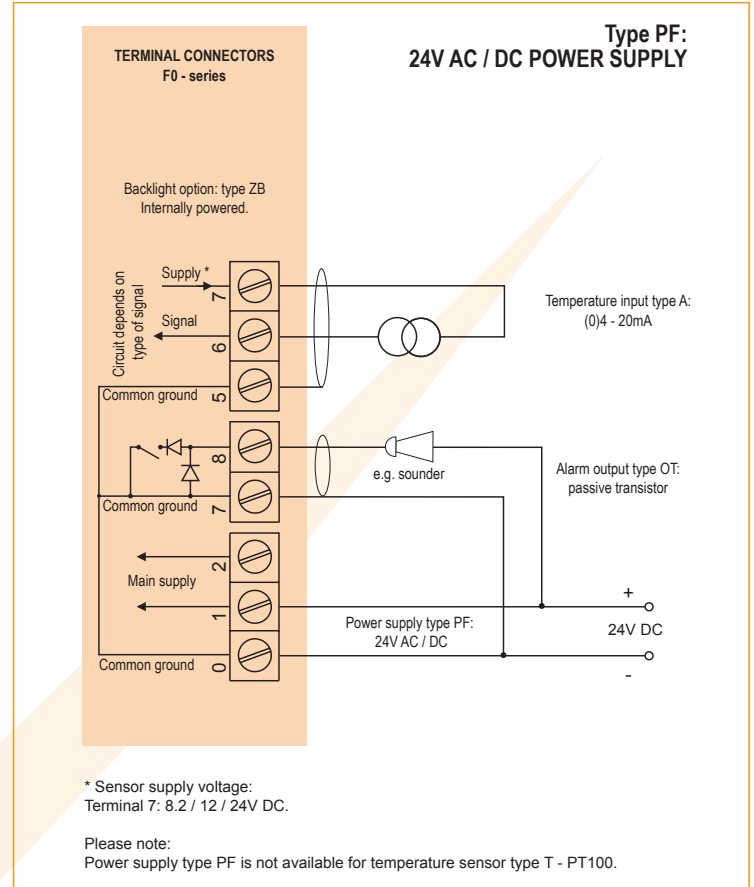 Type PF:
24V AC / DC POWER SUPPLY
TERMINAL CONNECTORS
F0 - series
Backlight option: type ZB
Internally powered.
Circuit depends on
type of signal
Supply *
7
Signal
6
Common ground
5
Temperature input type A:
(0)4 - 20mA
8
e.g. sounder
Alarm output type OT:
passive transistor
Common ground
7
2
Main supply
1
Power supply type PF:
24V AC / DC
+
24V DC
-
Common ground
0
* Sensor supply voltage:
Terminal 7: 8.2 / 12 / 24V DC.
Please note:
Power supply type PF is not available for temperature sensor type T - PT100.